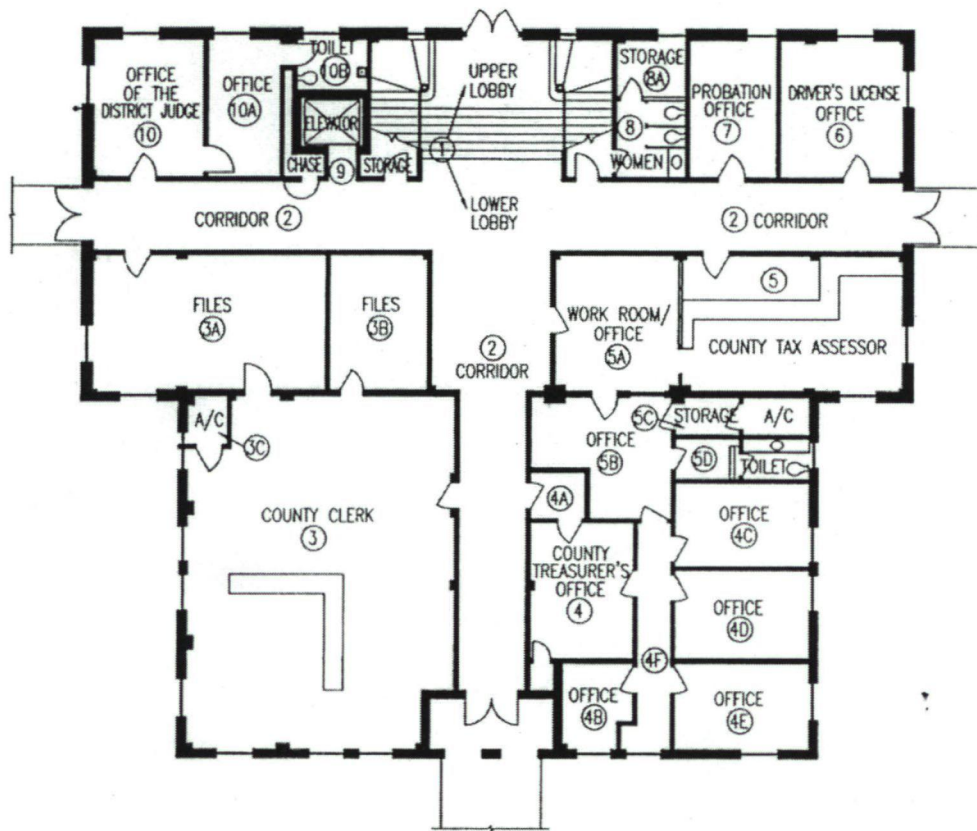 OFFICE
OF THE
DISTRICT JUDGE
10
OFFICE
10A
TOILET
10B
ELEVATOR
CHASE
9
STORAGE
UPPER
LOBBY
1
LOWER
LOBBY
STORAGE
8A
8
WOMEN
PROBATION
OFFICE
7
DRIVER'S LICENSE
OFFICE
6
CORRIDOR 2
2 CORRIDOR
FILES
3A
FILES
3B
2
CORRIDOR
WORK ROOM/
OFFICE
5A
5
COUNTY TAX ASSESSOR
A/C
3C
COUNTY CLERK
3
OFFICE
5B
5C
STORAGE
A/C
5D
TOILET
4A
COUNTY
TREASURER'S
OFFICE
4
OFFICE
4C
OFFICE
4D
4F
OFFICE
4B
OFFICE
4E